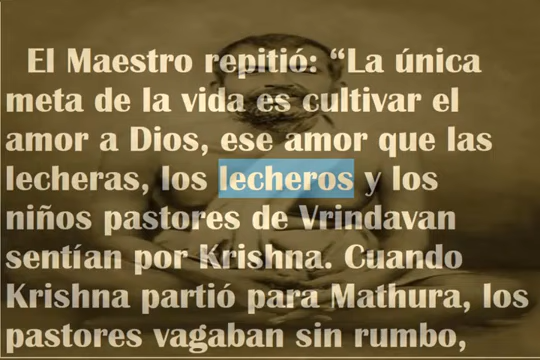 El Maestro repitió: “La única
meta de la vida es cultivar el
amor a Dios, ese amor que las
lecheras, los lecheros y los
niños pastores de Vrindavan
sentían por Krishna. Cuando
Krishna partió para Mathura, los
pastores vagaban sin rumbo,